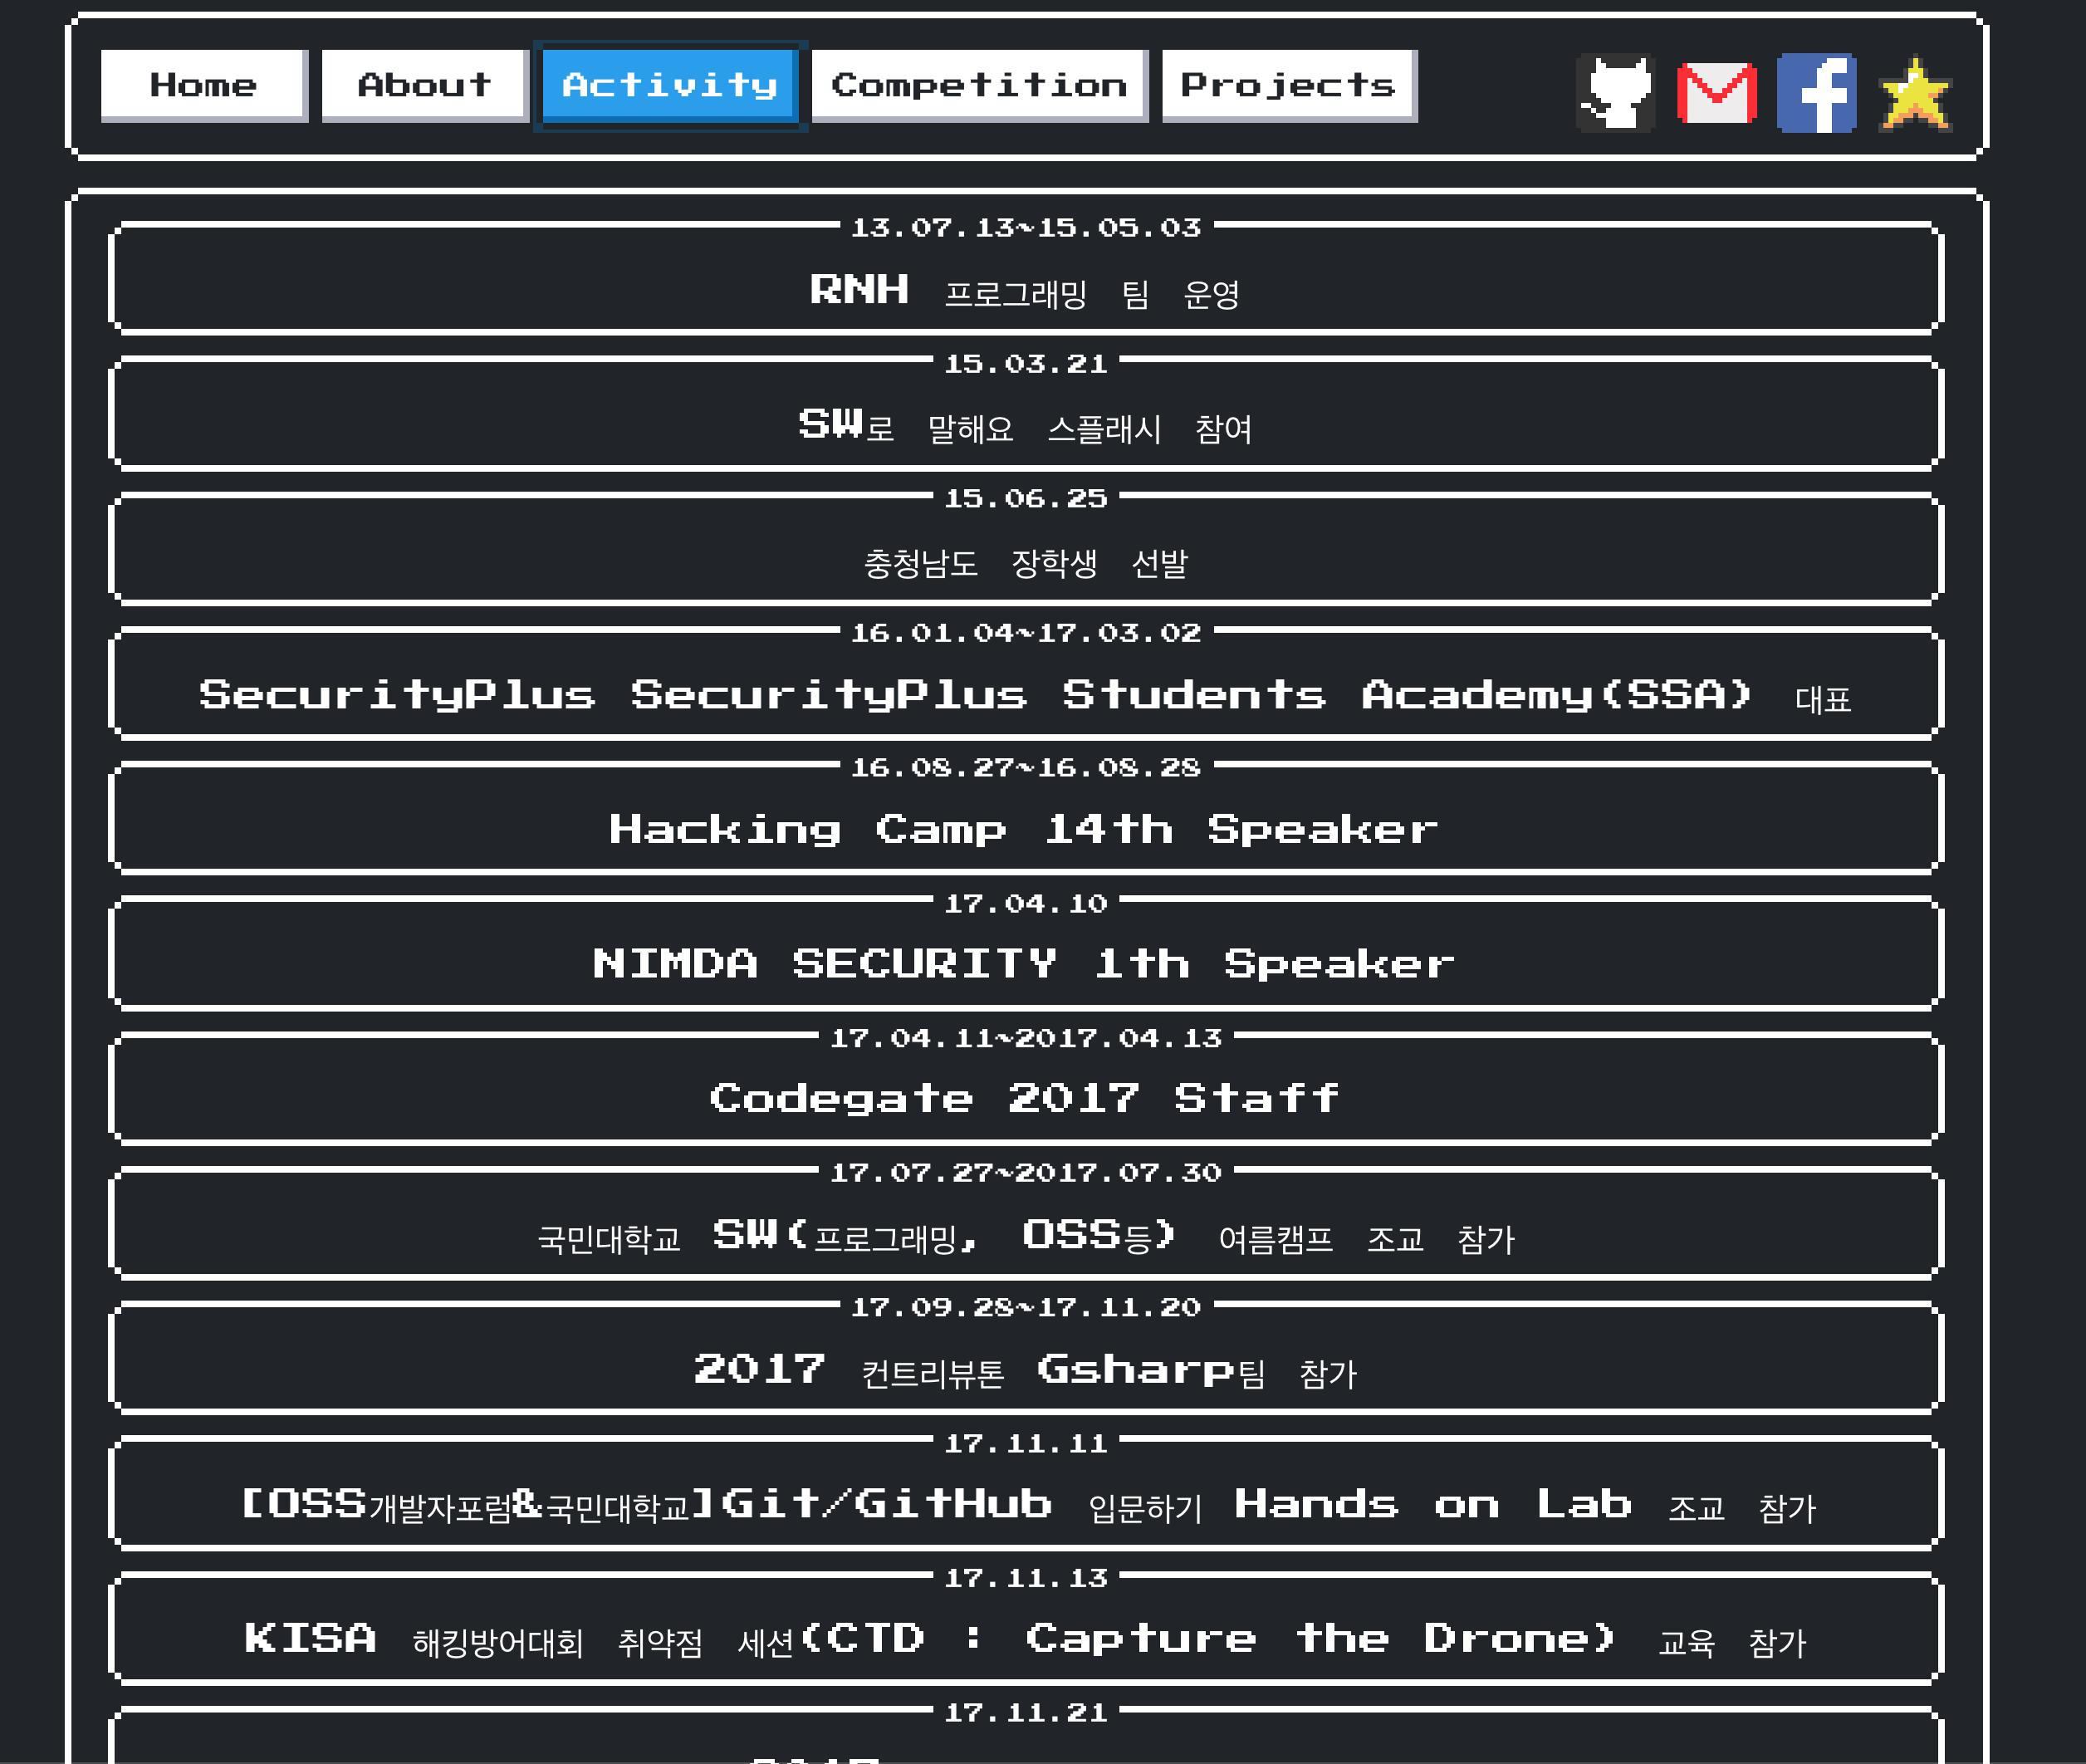 Home About Activity Competition Projects
13.07.13~15.05.03
RNH 프로그래밍 팀 운영
15.03.21
SW로 말해요 스플래시 참여
15.06.25
충청남도 장학생 선발
16.01.04~17.03.02
SecurityPlus SecurityPlus Students Academy(SSA) 대표
16.08.27~16.08.28
Hacking Camp 14th Speaker
17.04.10
NIMDA SECURITY 1th Speaker
17.04.11~2017.04.13
Codegate 2017 Staff
17.07.27~2017.07.30
국민대학교 SW(프로그래밍, OSS등) 여름캠프 조교 참가
17.09.28~17.11.20
2017 컨트리뷰톤 Gsharp팀 참가
17.11.11
[OSS개발자포럼&국민대학교]Git/GitHub 입문하기 Hands on Lab 조교 참가
17.11.13
KISA 해킹방어대회 취약점 세션(CTD : Capture the Drone) 교육 참가
17.11.21